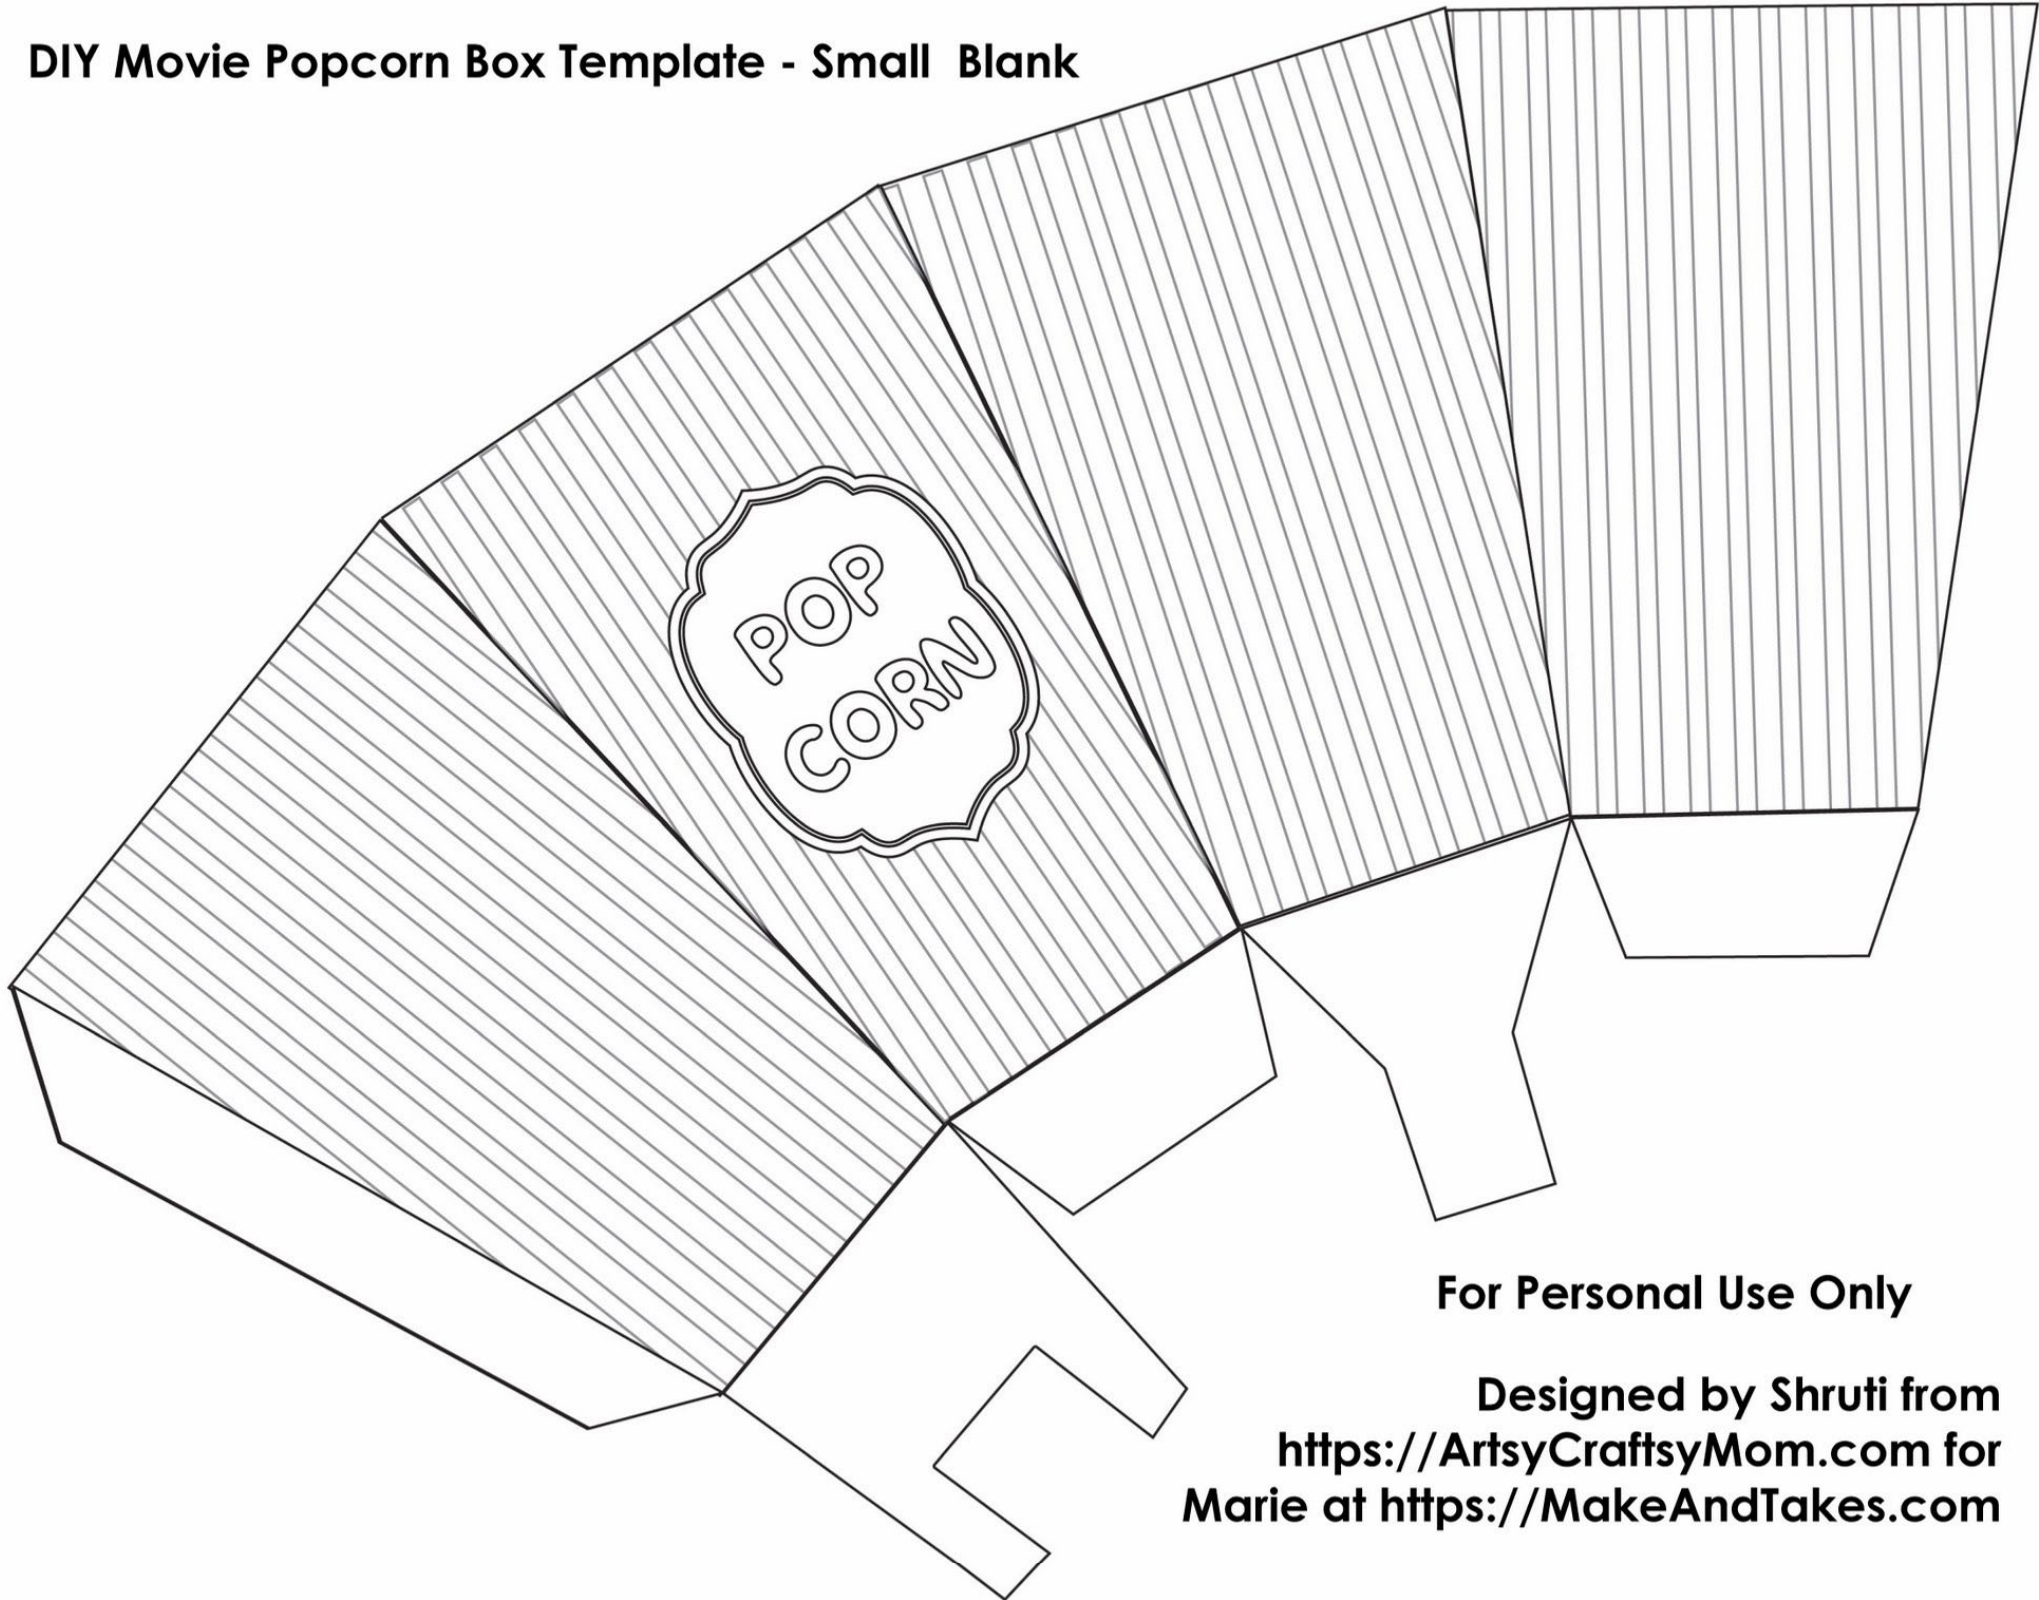 DIY Movie Popcorn Box Template - Small  Blank
POP
CORN
For Personal Use Only
Designed by Shruti from
https://ArtsyCraftsyMom.com for
Marie at https://MakeAndTakes.com